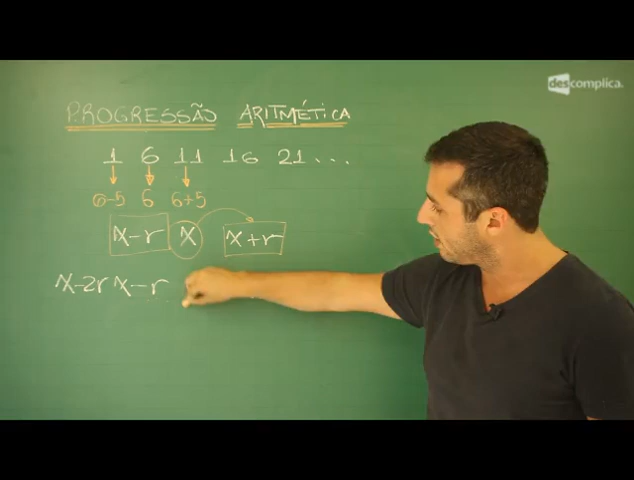 descomplica.
PROGRESSÃO ARITMÉTICA
1 6 11 16 21 ...
6-5 6 6+5
x-r x x+r
x-2r x-r